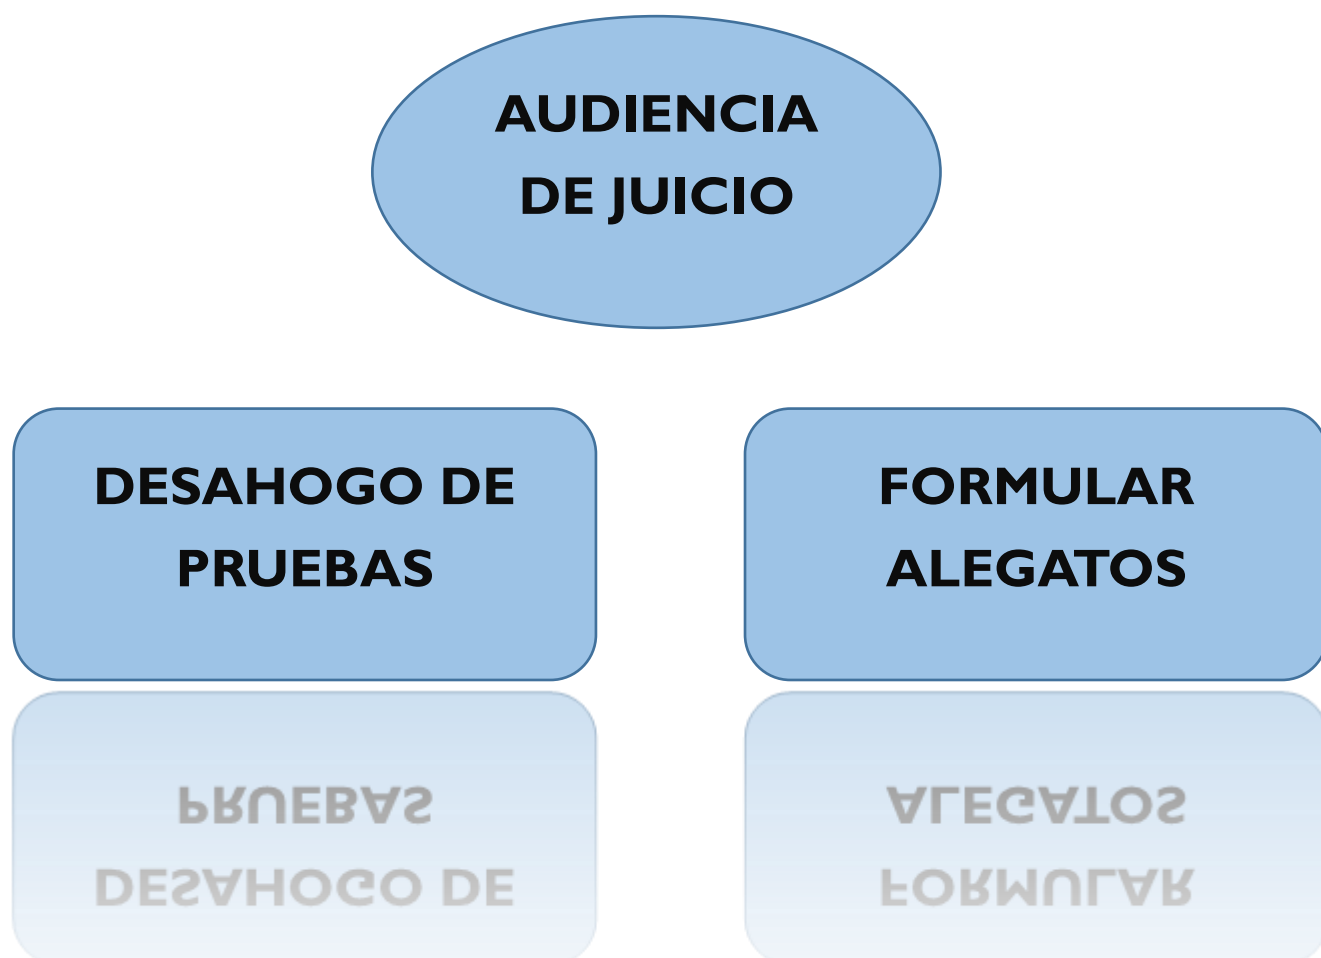 AUDIENCIA
DE JUICIO
DESAHOGO DE
PRUEBAS
FORMULAR
ALEGATOS